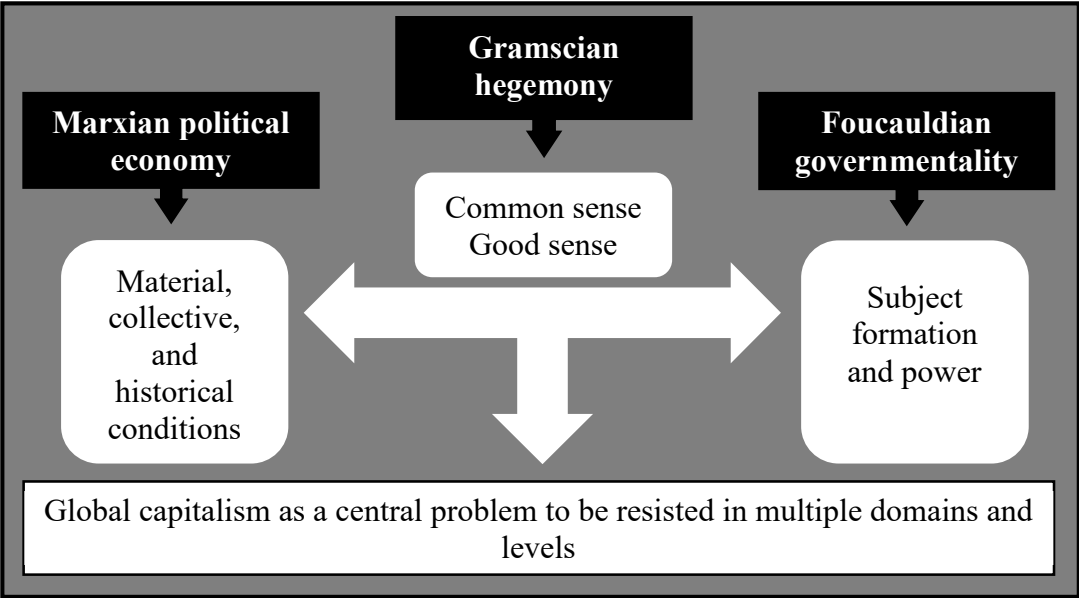 Gramscian
hegemony
Marxian political
economy
Foucauldian
governmentality
Common sense
Good sense
Material,
collective,
and
historical
conditions
Subject
formation
and power
Global capitalism as a central problem to be resisted in multiple domains and
levels